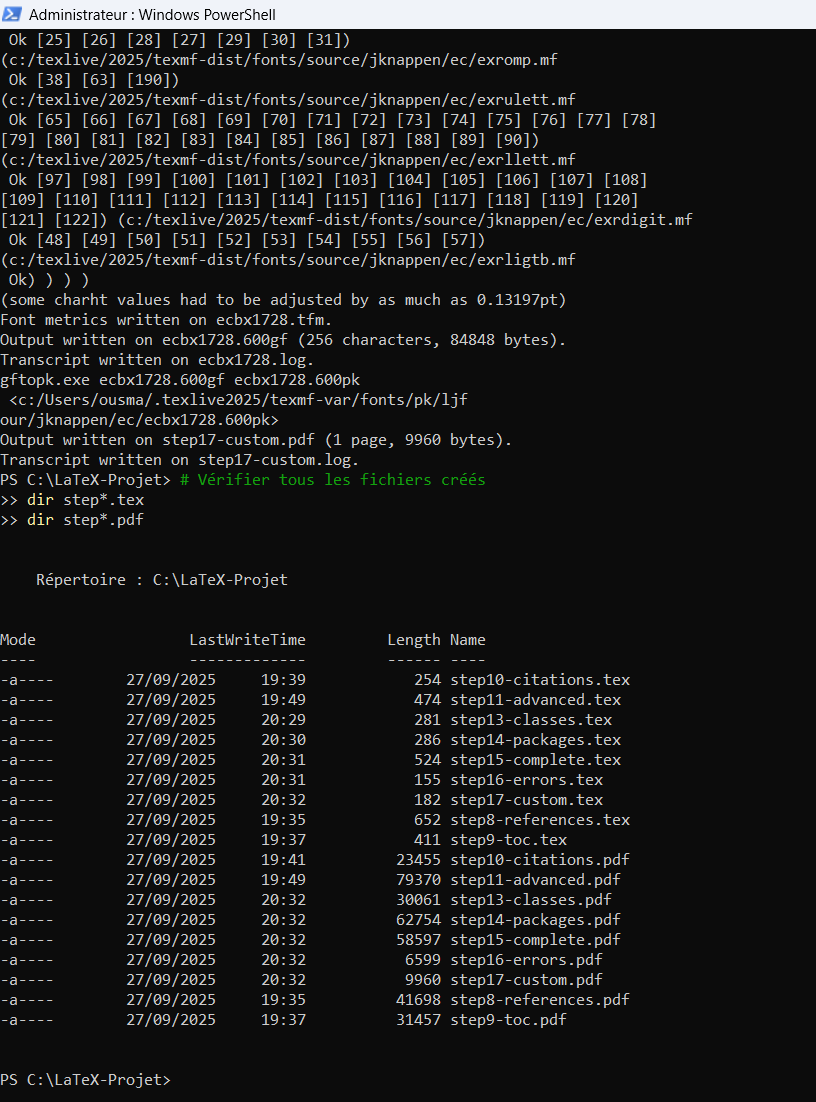 Administrateur : Windows PowerShell
Ok [25] [26] [28] [27] [29] [30] [31])
(c:/texlive/2025/texmf-dist/fonts/source/jknappen/ec/exromp.mf
Ok [38] [63] [190])
(c:/texlive/2025/texmf-dist/fonts/source/jknappen/ec/exrulett.mf
Ok [65] [66] [67] [68] [69] [70] [71] [72] [73] [74] [75] [76] [77] [78]
[79] [80] [81] [82] [83] [84] [85] [86] [87] [88] [89] [90])
(c:/texlive/2025/texmf-dist/fonts/source/jknappen/ec/exrllett.mf
Ok [97] [98] [99] [100] [101] [102] [103] [104] [105] [106] [107] [108]
[109] [110] [111] [112] [113] [114] [115] [116] [117] [118] [119] [120]
[121] [122]) (c:/texlive/2025/texmf-dist/fonts/source/jknappen/ec/exrdigit.mf
Ok [48] [49] [50] [51] [52] [53] [54] [55] [56] [57])
(c:/texlive/2025/texmf-dist/fonts/source/jknappen/ec/exrligtb.mf
Ok) ) ) )
(some charht values had to be adjusted by as much as 0.13197pt)
Font metrics written on ecbx1728.tfm.
Output written on ecbx1728.600gf (256 characters, 84848 bytes).
Transcript written on ecbx1728.log.
gftopk.exe ecbx1728.600gf ecbx1728.600pk
<c:/Users/ousma/.texlive2025/texmf-var/fonts/pk/ljf
our/jknappen/ec/ecbx1728.600pk>
Output written on step17-custom.pdf (1 page, 9960 bytes).
Transcript written on step17-custom.log.
PS C:\LaTeX-Projet> # Vérifier tous les fichiers créés
>> dir step*.tex
>> dir step*.pdf
Répertoire : C:\LaTeX-Projet
Mode LastWriteTime Length Name
---- ------------- ------ ----
-a---- 27/09/2025 19:39 254 step10-citations.tex
-a---- 27/09/2025 19:49 474 step11-advanced.tex
-a---- 27/09/2025 20:29 281 step13-classes.tex
-a---- 27/09/2025 20:30 286 step14-packages.tex
-a---- 27/09/2025 20:31 524 step15-complete.tex
-a---- 27/09/2025 20:31 155 step16-errors.tex
-a---- 27/09/2025 20:32 182 step17-custom.tex
-a---- 27/09/2025 19:35 652 step8-references.tex
-a---- 27/09/2025 19:37 411 step9-toc.tex
-a---- 27/09/2025 19:41 23455 step10-citations.pdf
-a---- 27/09/2025 19:49 79370 step11-advanced.pdf
-a---- 27/09/2025 20:32 30061 step13-classes.pdf
-a---- 27/09/2025 20:32 62754 step14-packages.pdf
-a---- 27/09/2025 20:32 58597 step15-complete.pdf
-a---- 27/09/2025 20:32 6599 step16-errors.pdf
-a---- 27/09/2025 20:32 9960 step17-custom.pdf
-a---- 27/09/2025 19:35 41698 step8-references.pdf
-a---- 27/09/2025 19:37 31457 step9-toc.pdf
PS C:\LaTeX-Projet>